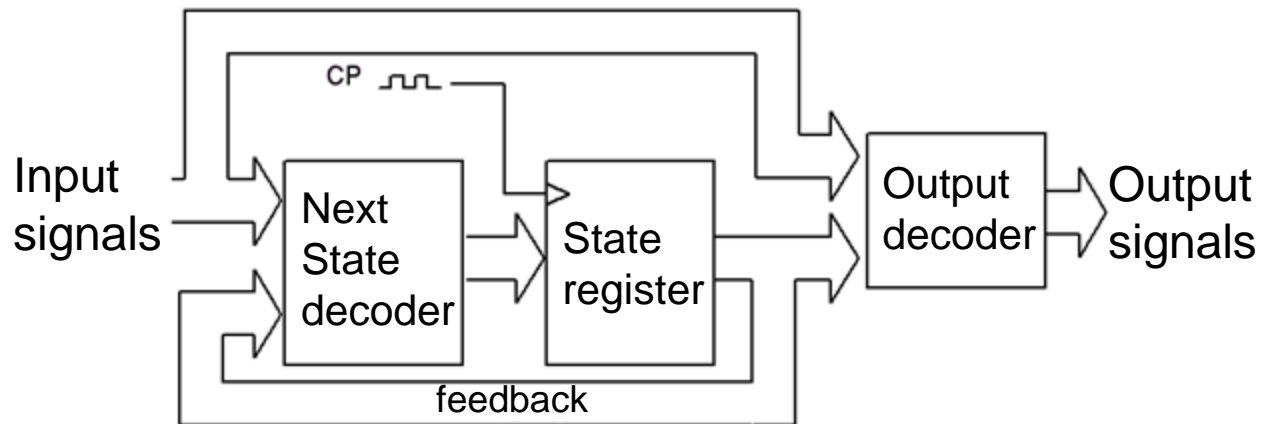 CP
Input
signals
Next
State
decoder
State
register
Output
decoder
Output
signals
feedback